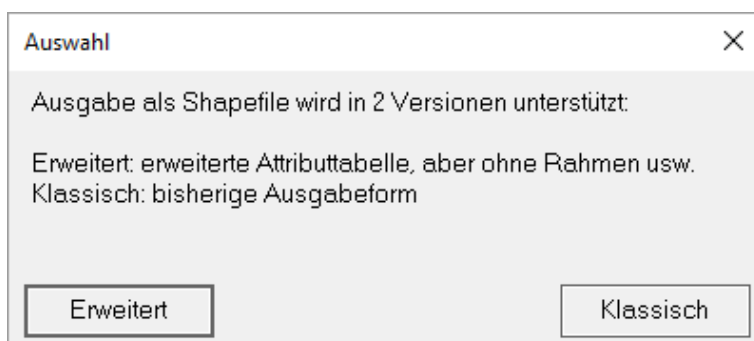 Auswahl
Ausgabe als Shapefile wird in 2 Versionen unterstützt:
Erweitert: erweiterte Attributtabelle, aber ohne Rahmen usw.
Klassisch: bisherige Ausgabeform
Erweitert
Klassisch